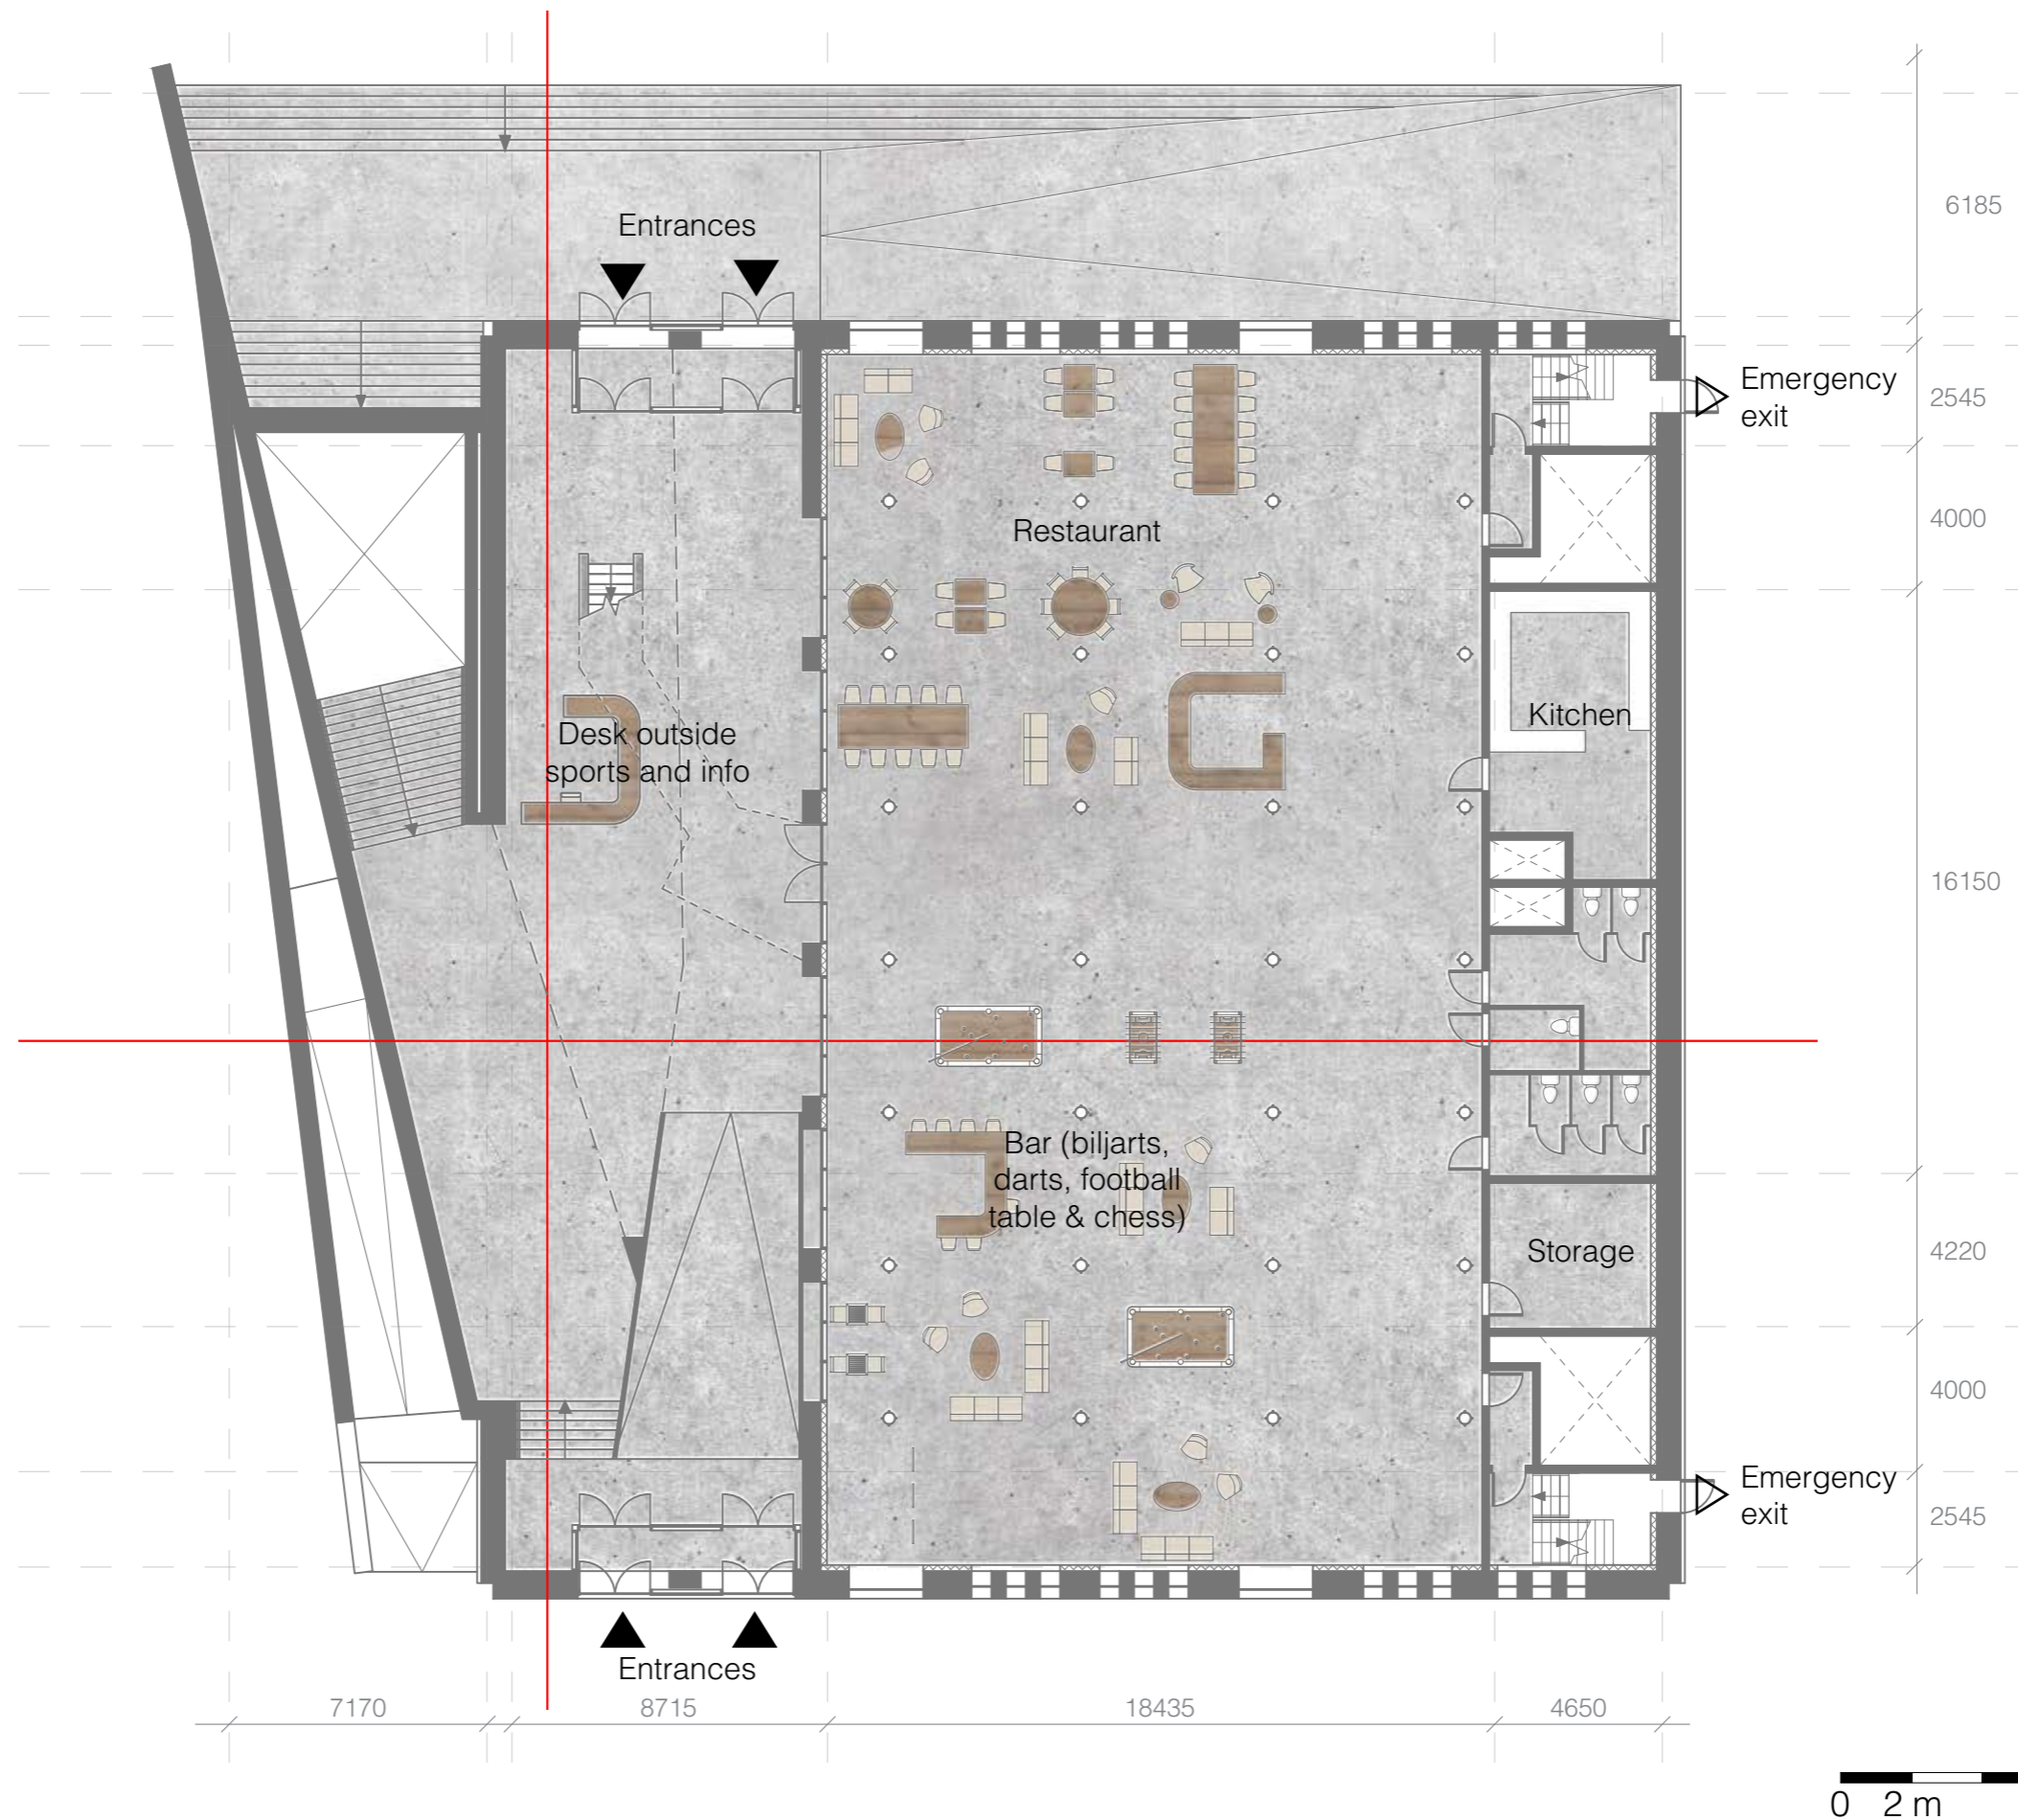 Entrances
6185
Emergency
exit
2545
4000
Restaurant
Kitchen
Desk outside
sports and info
16150
Bar (biljarts,
darts, football
table & chess)
Storage
4220
4000
Emergency
exit
2545
Entrances
7170
8715
18435
4650
0 2 m